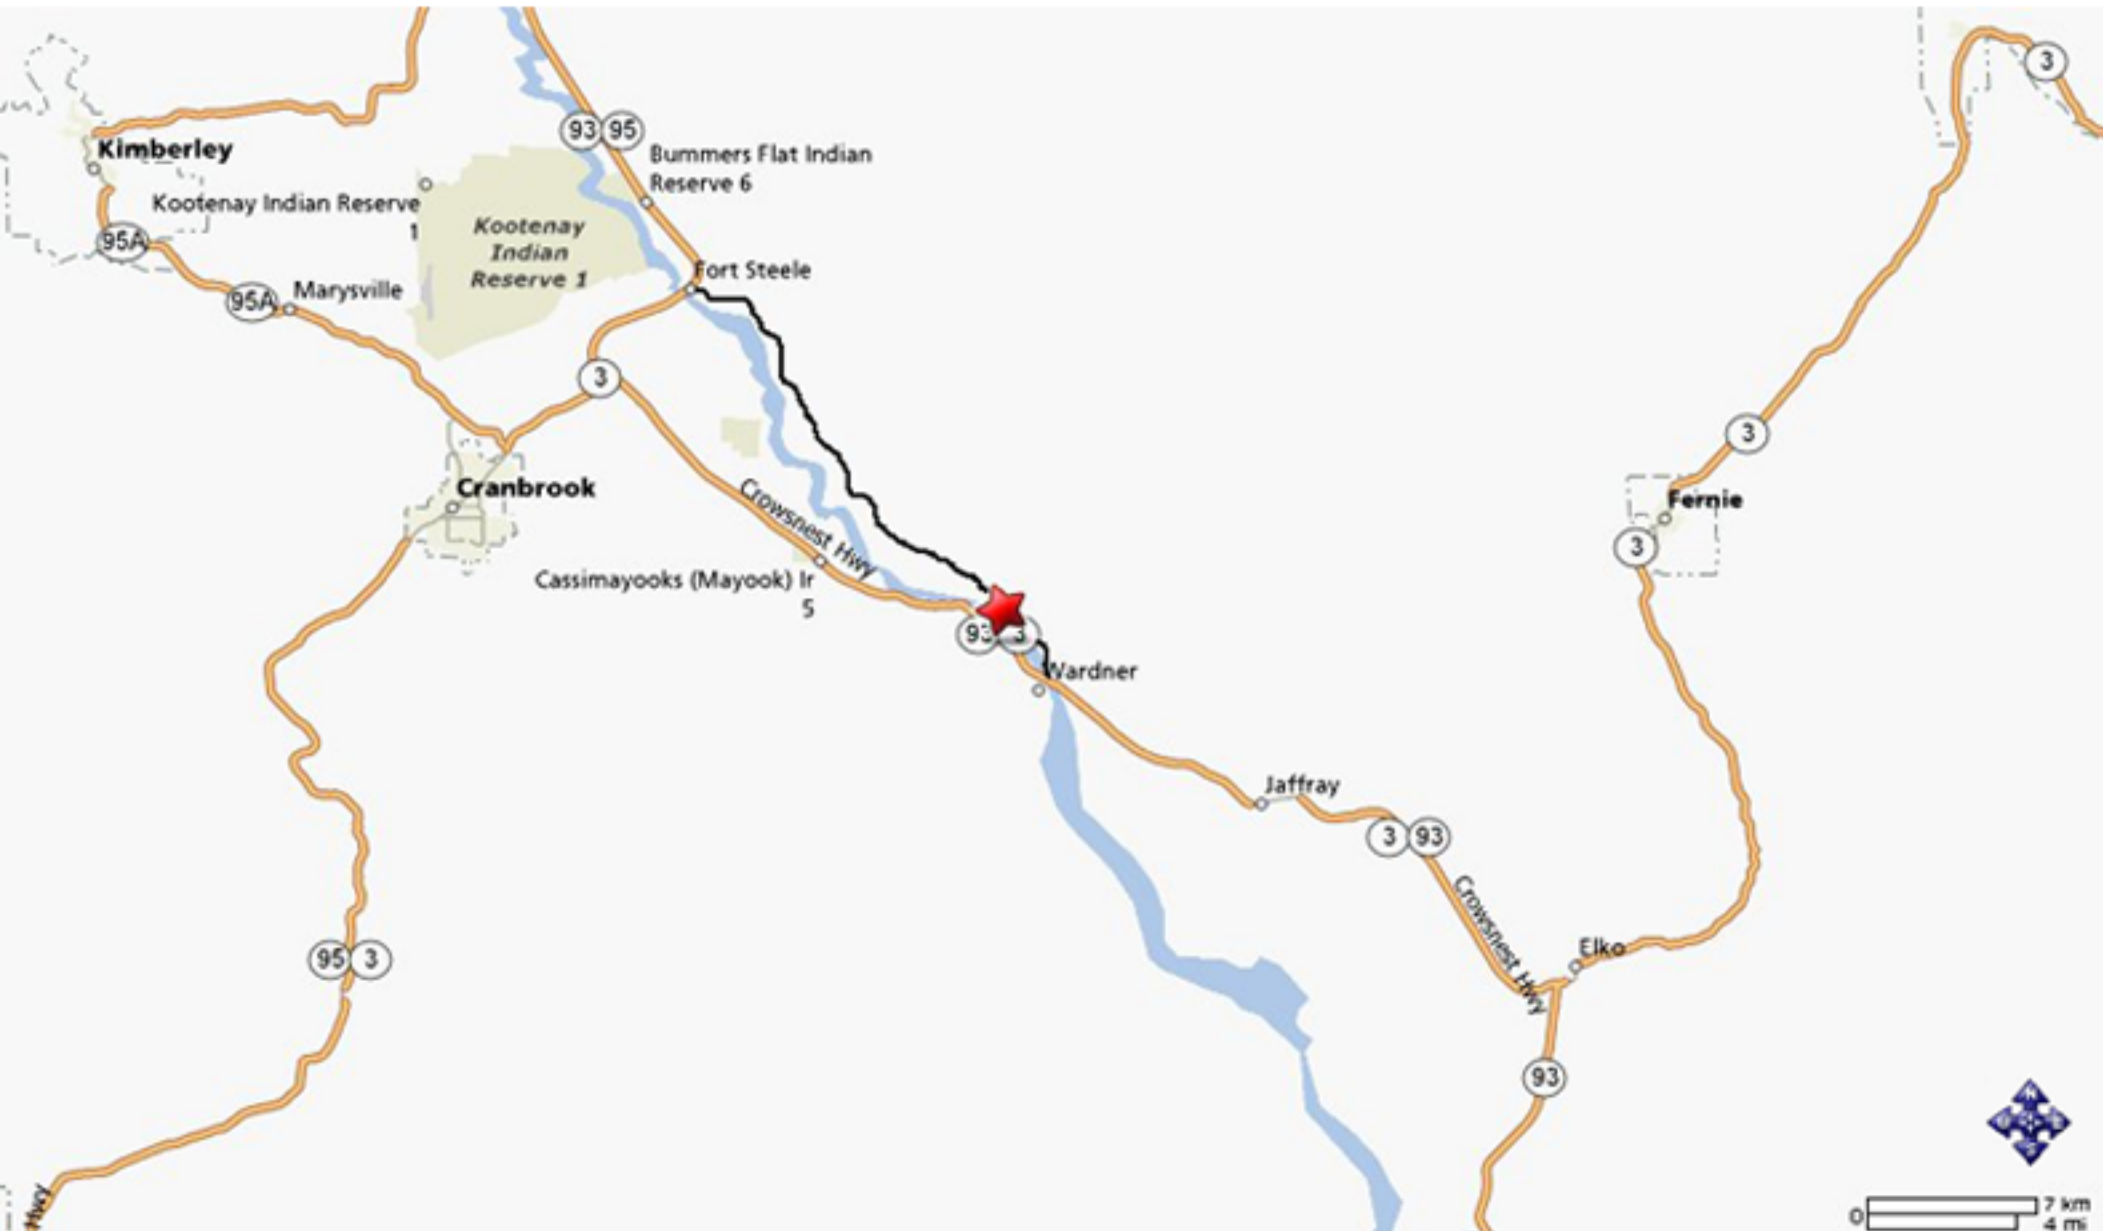 3
93 95
Kimberley
Bummers Flat Indian
Reserve 6
Kootenay Indian Reserve
1
Kootenay
Indian
Reserve 1
95A
Fort Steele
95A
Marysville
3
3
Cranbrook
Crowsnest Hwy
Fernie
3
Cassimayooks (Mayook) Ir
5
93 3
Wardner
Jaffray
3 93
Crowsnest Hwy
95 3
Elko
93
N
S
Hwy
0
7 km
4 mi